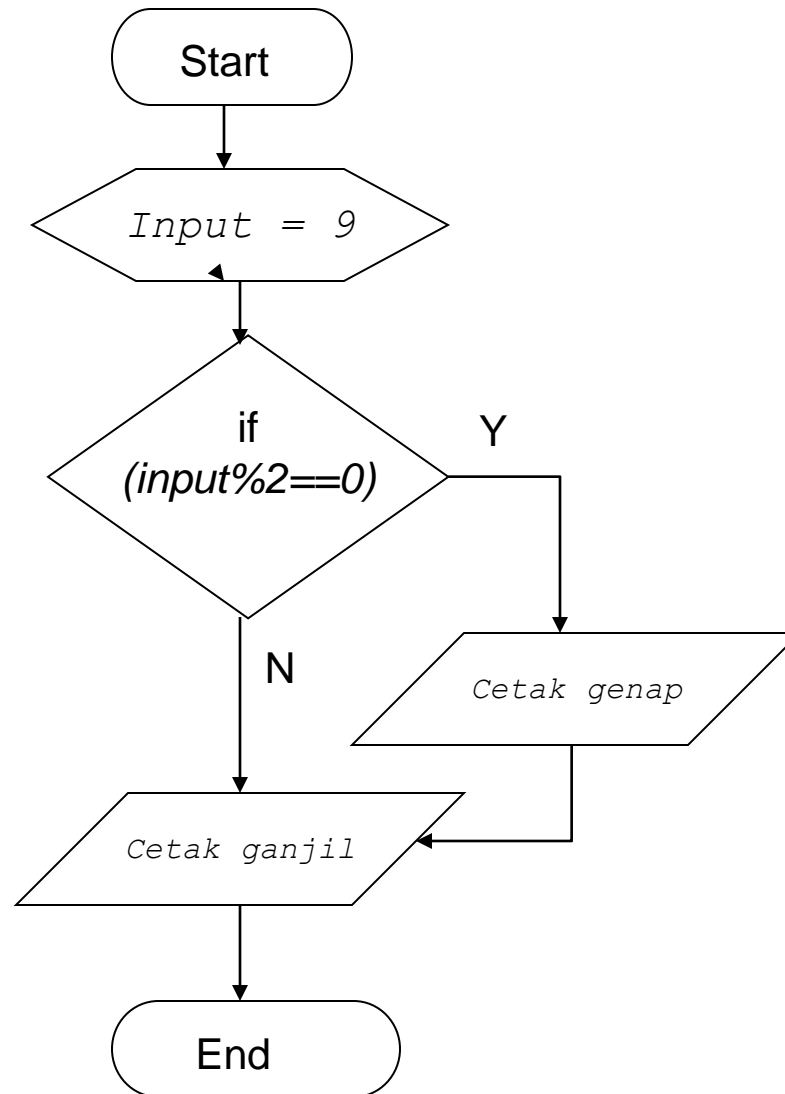 Start
Input = 9
if
(input%2==0)
Y
N
Cetak genap
Cetak ganjil
End